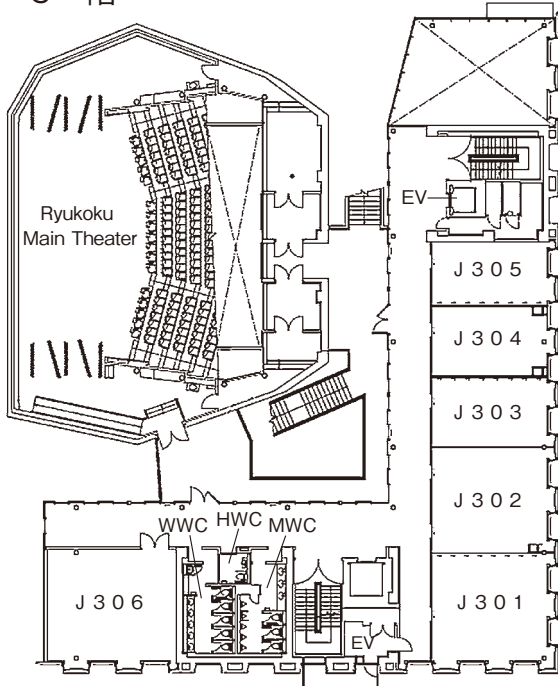 Ryukoku
Main Theater
EV
J305
J304
J303
J302
J301
WWC
HWC
MWC
J306
EV